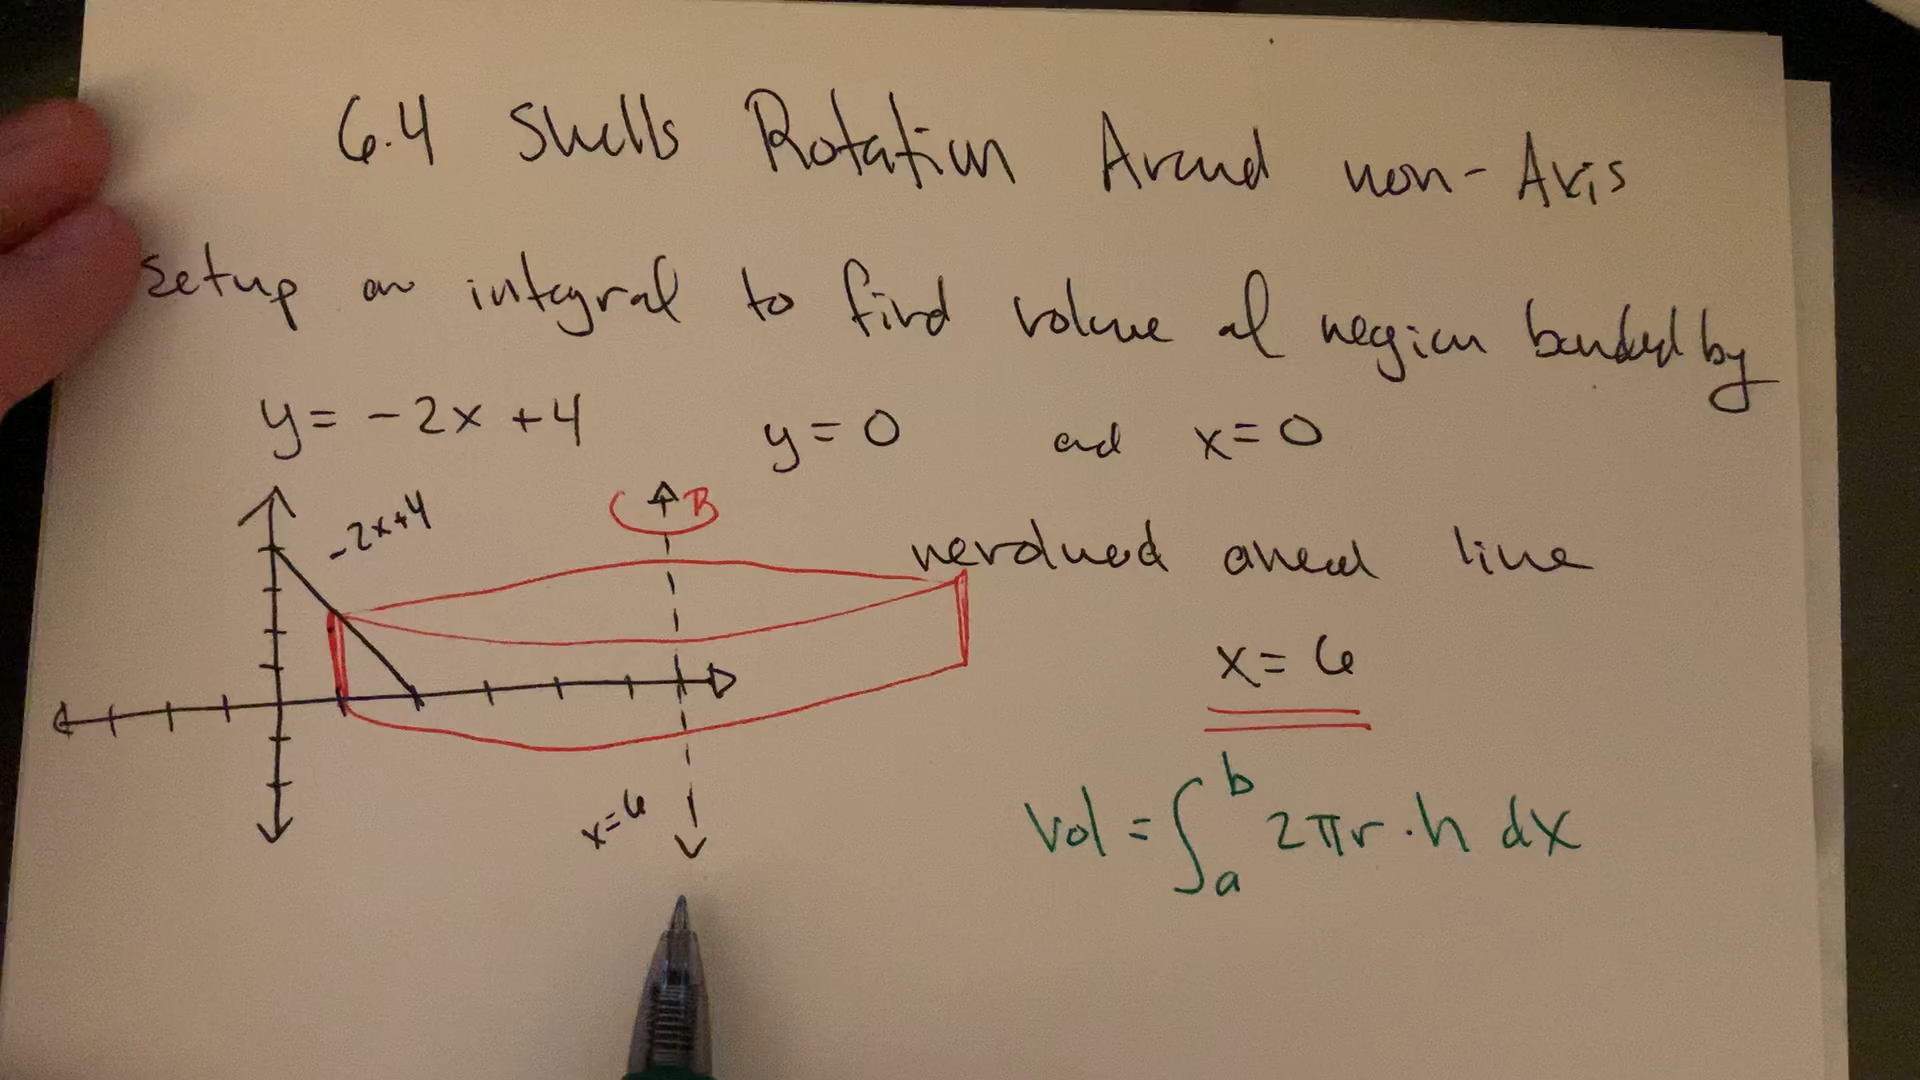 6.4 Shells Rotation Around non-Axis
setup an integral to find volume of region bounded by
y = -2x + 4 y = 0 and x = 0
-2x+4
revolved around line
x = 6
x=6
Vol = ∫_a^b 2πr·h dx